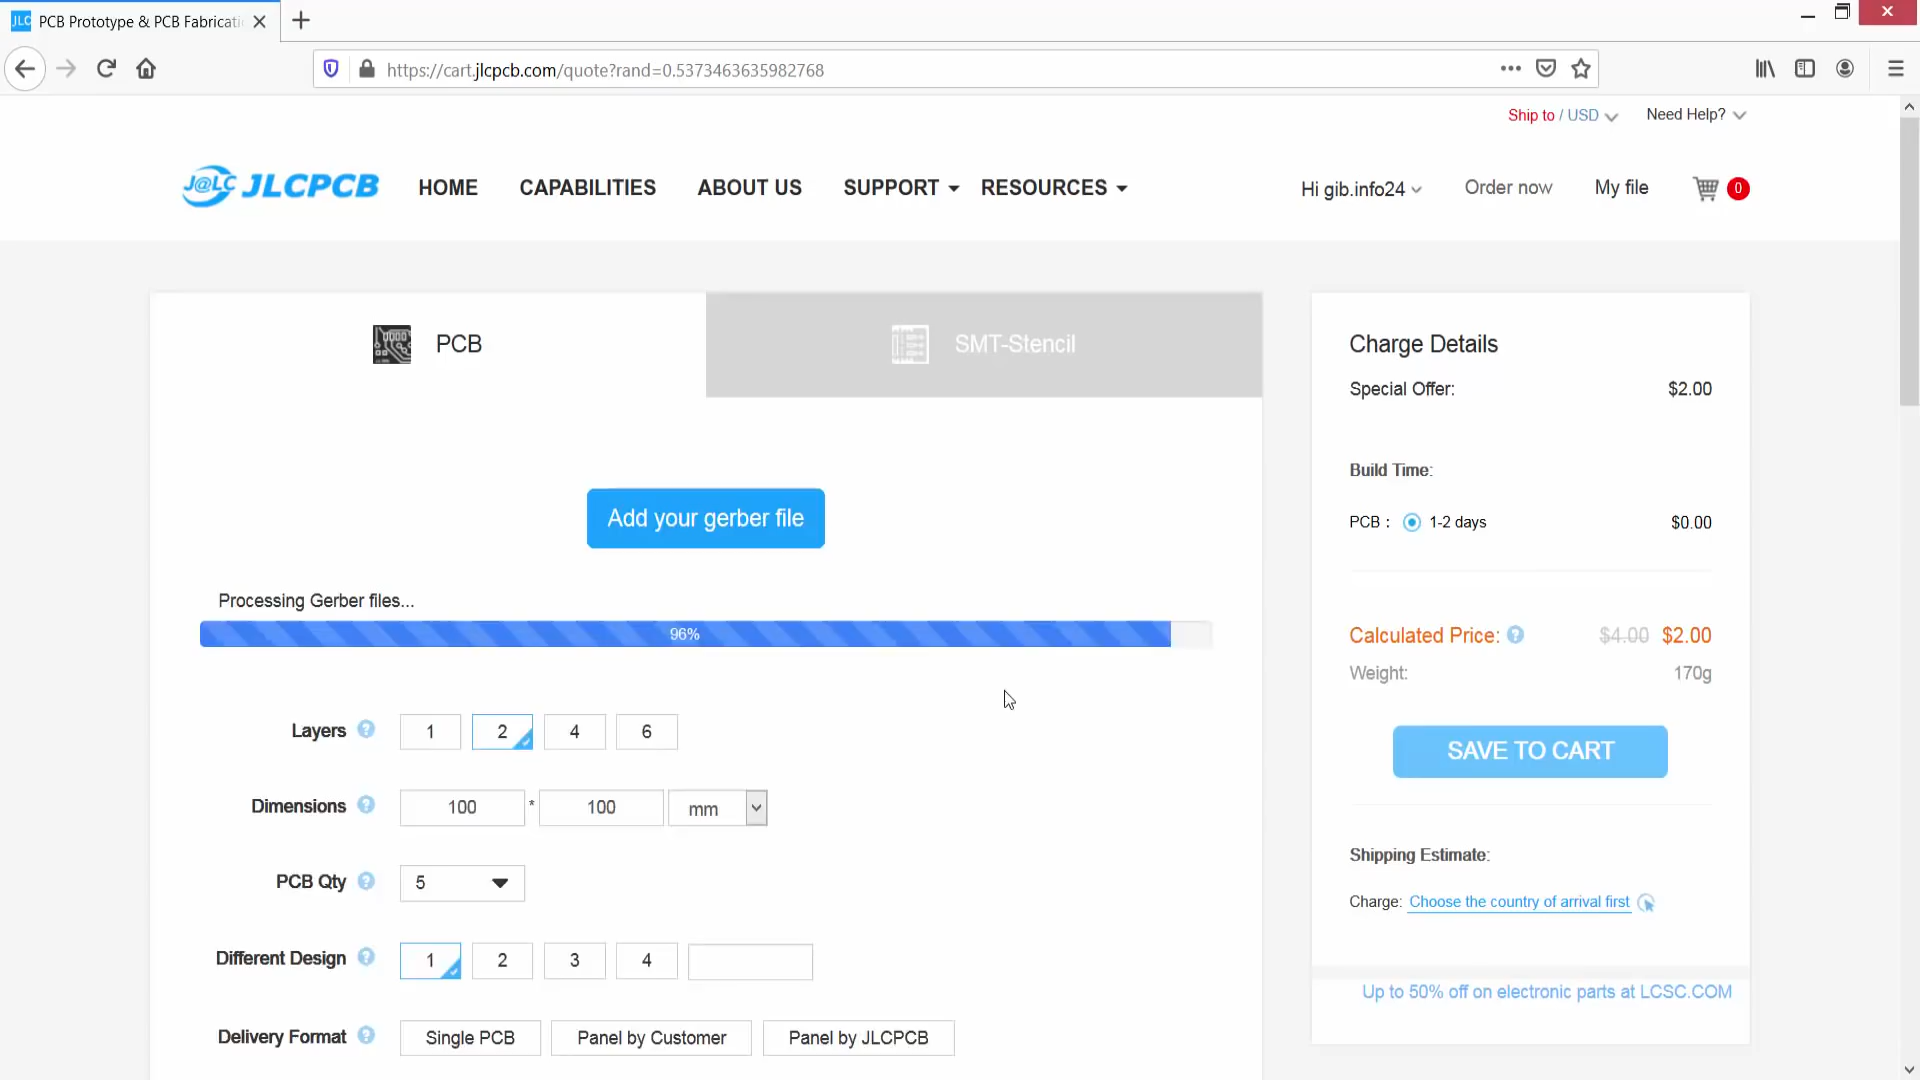 JLC PCB Prototype & PCB Fabricati
https://cart.jlcpcb.com/quote?rand=0.5373463635982768
Ship to / USD Need Help?
J@LC JLCPCB HOME CAPABILITIES ABOUT US SUPPORT RESOURCES Hi gib.info24 Order now My file 0
PCB SMT-Stencil
Add your gerber file
Processing Gerber files...
96%
Layers ? 1 2 4 6
Dimensions ? 100 * 100 mm
PCB Qty ? 5
Different Design ? 1 2 3 4
Delivery Format ? Single PCB Panel by Customer Panel by JLCPCB
Charge Details
Special Offer: $2.00
Build Time:
PCB : 1-2 days $0.00
Calculated Price: ? $4.00 $2.00
Weight: 170g
SAVE TO CART
Shipping Estimate:
Charge: Choose the country of arrival first
Up to 50% off on electronic parts at LCSC.COM